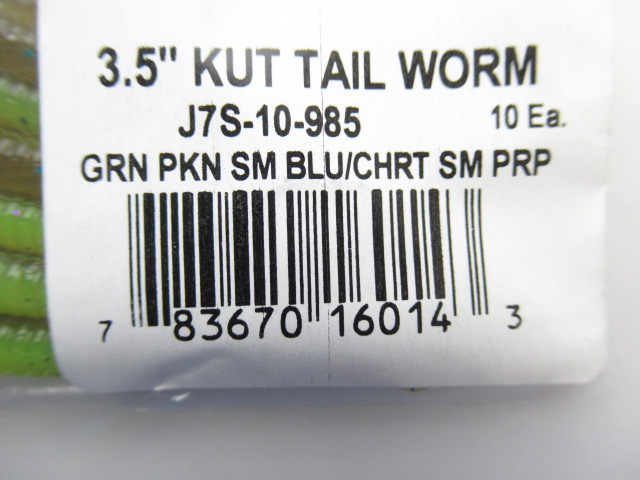 3.5" KUT TAIL WORM
J7S-10-985 10 Ea.
GRN PKN SM BLU/CHRT SM PRP
7 83670 16014 3